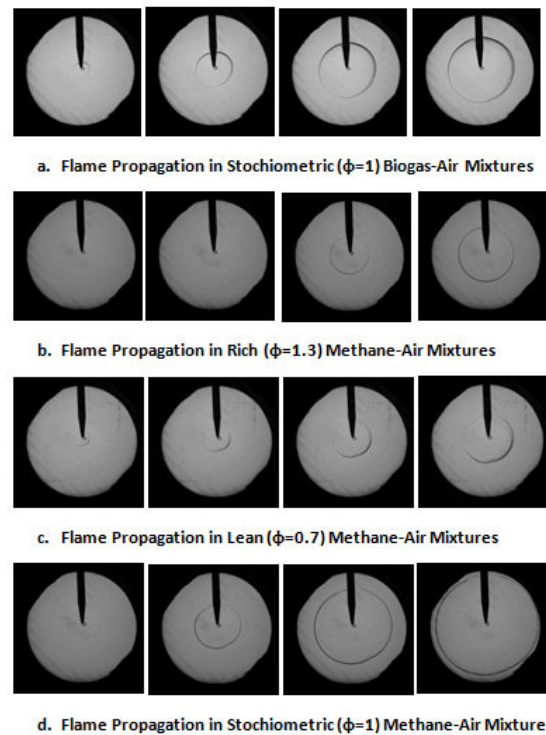 a. Flame Propagation in Stochiometric (ϕ=1) Biogas-Air Mixtures
b. Flame Propagation in Rich (ϕ=1.3) Methane-Air Mixtures
c. Flame Propagation in Lean (ϕ=0.7) Methane-Air Mixtures
d. Flame Propagation in Stochiometric (ϕ=1) Methane-Air Mixture